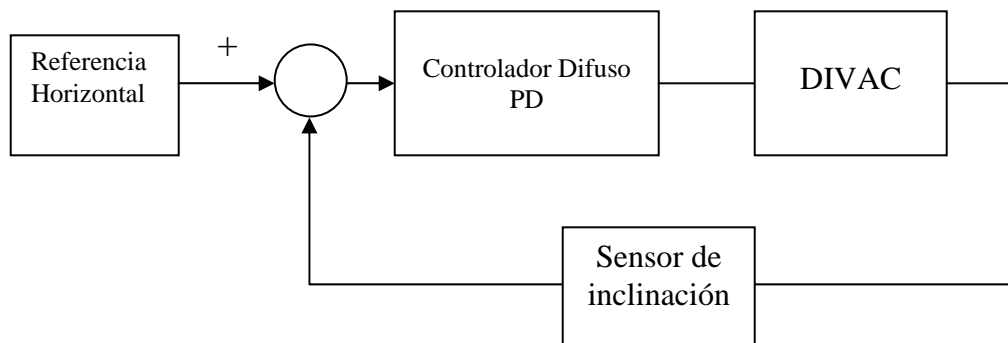 +
Referencia
Horizontal
Controlador Difuso
PD
DIVAC
Sensor de
inclinación